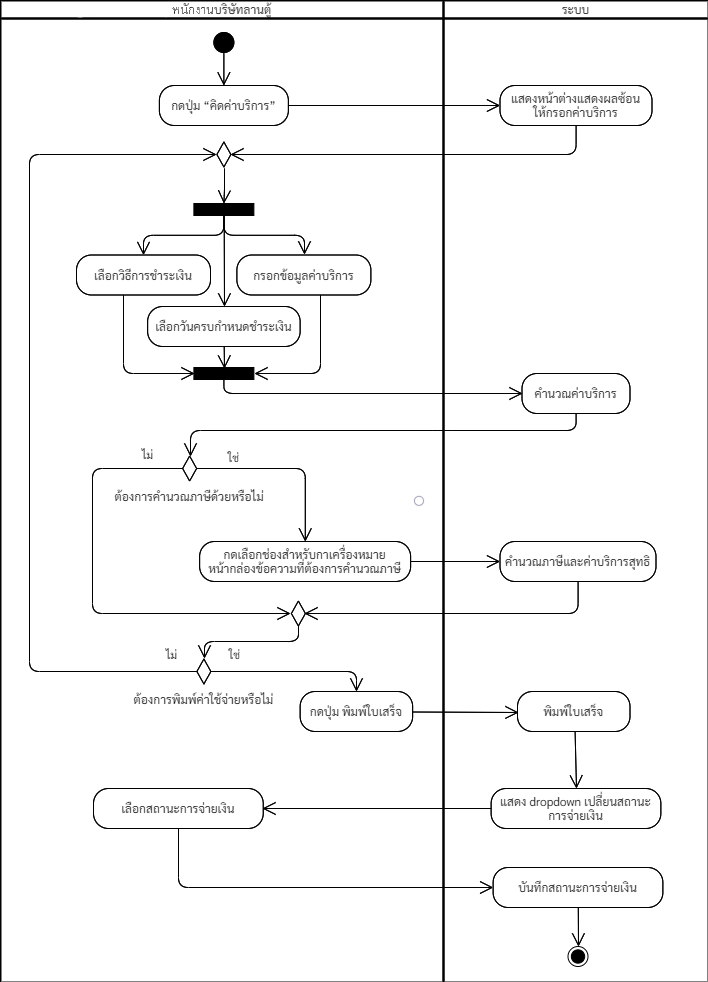 พนักงานบริษัทลานตู้
ระบบ
กดปุ่ม “คิดค่าบริการ”
แสดงหน้าต่างแสดงผลซ้อน
ให้กรอกค่าบริการ
เลือกวิธีการชำระเงิน
กรอกข้อมูลค่าบริการ
เลือกวันครบกำหนดชำระเงิน
คำนวณค่าบริการ
ไม่
ใช่
ต้องการคำนวณภาษีด้วยหรือไม่
กดเลือกช่องสำหรับกาเครื่องหมาย
หน้ากล่องข้อความที่ต้องการคำนวณภาษี
คำนวณภาษีและค่าบริการสุทธิ
ไม่
ใช่
ต้องการพิมพ์ค่าใช้จ่ายหรือไม่
กดปุ่ม พิมพ์ใบเสร็จ
พิมพ์ใบเสร็จ
เลือกสถานะการจ่ายเงิน
แสดง dropdown เปลี่ยนสถานะ
การจ่ายเงิน
บันทึกสถานะการจ่ายเงิน